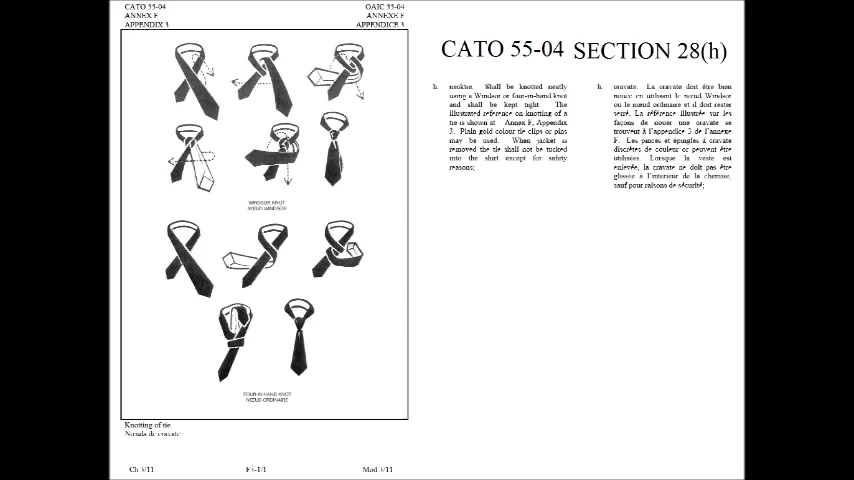 CATO 55-04
ANNEX F
APPENDIX 3
OAIC 55-04
ANNEXE F
APPENDICE 3
WINDSOR KNOT
NŒUD WINDSOR
FOUR-IN-HAND KNOT
NŒUD ORDINAIRE
Knotting of tie
Nœuds de cravate
Ch 3/11
F3-1/1
Mod 3/11
CATO 55-04 SECTION 28(h)
h. necktie. Shall be knotted neatly
using a Windsor or four-in-hand knot
and shall be kept tight. The
illustrated reference on knotting of a
tie is shown at Annex F, Appendix
3. Plain gold colour tie clips or pins
may be used. When jacket is
removed the tie shall not be tucked
into the shirt except for safety
reasons;
h. cravate. La cravate doit être bien
nouée en utilisant le nœud Windsor
ou le nœud ordinaire et il doit rester
serré. La référence illustrée sur les
façons de nouer une cravate se
trouvent à l'appendice 3 de l'annexe
F. Les pinces et épingles à cravate
discrètes de couleur or peuvent être
utilisées. Lorsque la veste est
enlevée, la cravate ne doit pas être
glissée à l'intérieur de la chemise,
sauf pour raisons de sécurité;